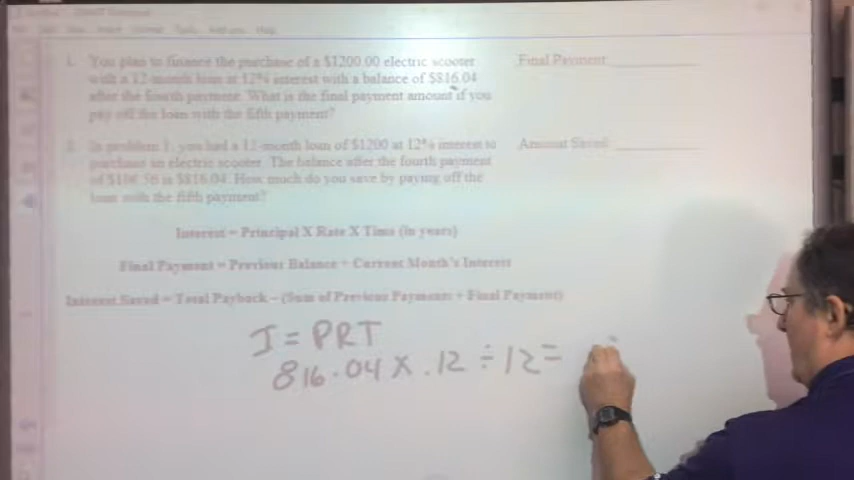 1. You plan to finance the purchase of a $1200.00 electric scooter
with a 12-month loan at 12% interest with a balance of $816.04
after the fourth payment. What is the final payment amount if you
pay off the loan with the fifth payment?
Final Payment ____________
2. In problem 1, you had a 12-month loan of $1200 at 12% interest to
purchase an electric scooter. The balance after the fourth payment
of $106.56 is $816.04. How much do you save by paying off the
loan with the fifth payment?
Amount Saved ____________
Interest = Principal X Rate X Time (in years)
Final Payment = Previous Balance + Current Month's Interest
Interest Saved = Total Payback – (Sum of Previous Payments + Final Payment)
I = PRT
816.04 X .12 ÷ 12 =